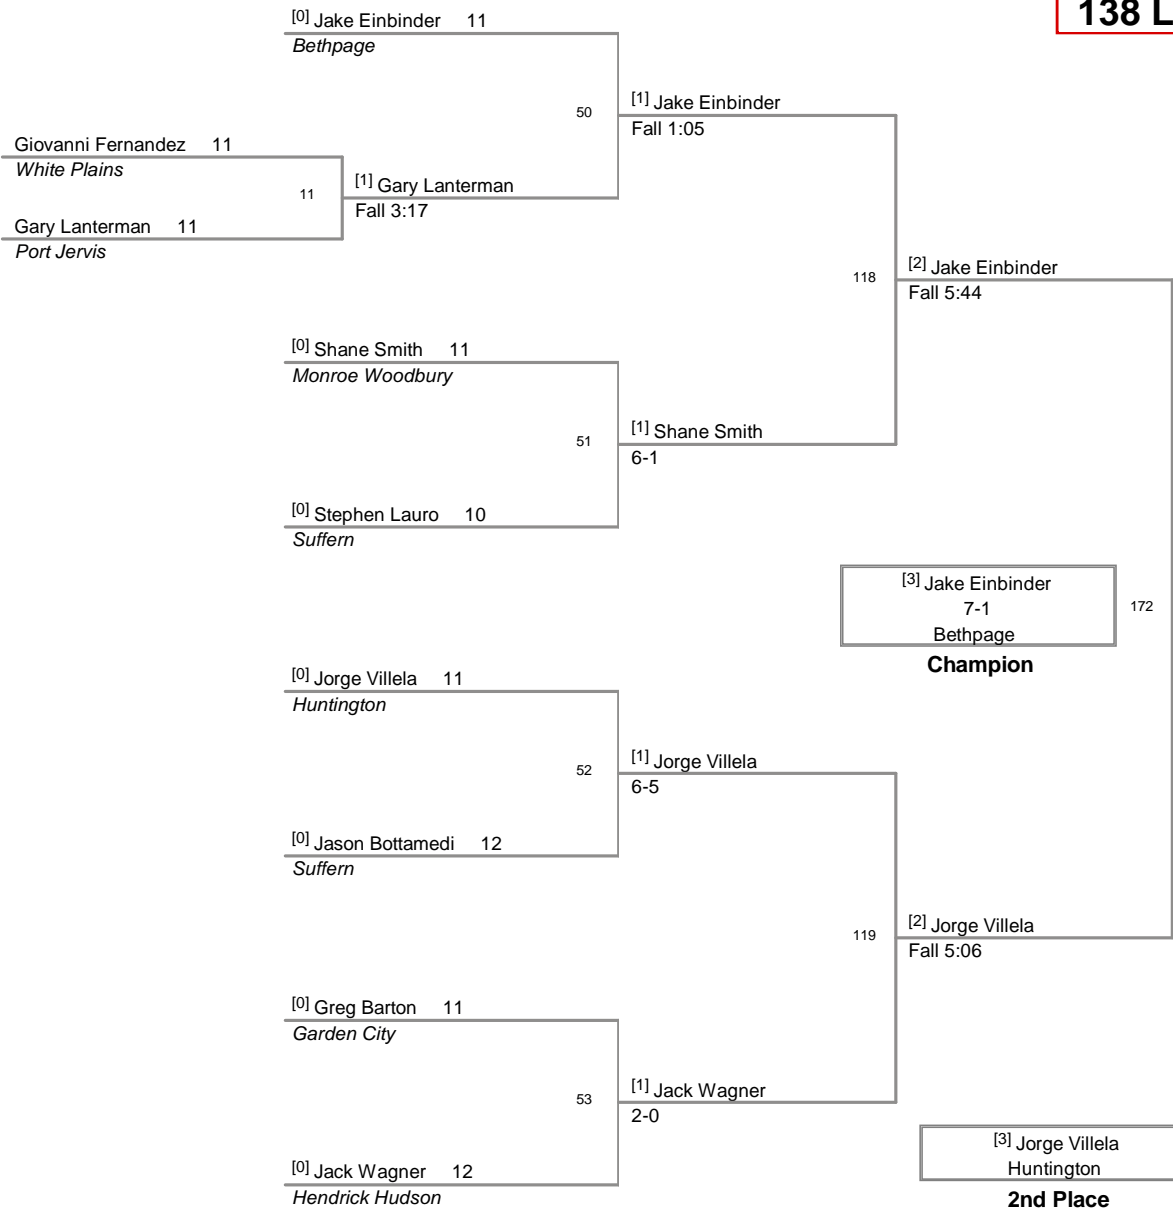 138 L
[0] Jake Einbinder 11
Bethpage
50
[1] Jake Einbinder
Fall 1:05
Giovanni Fernandez 11
White Plains
11
[1] Gary Lanterman
Fall 3:17
Gary Lanterman 11
Port Jervis
118
[2] Jake Einbinder
Fall 5:44
[0] Shane Smith 11
Monroe Woodbury
51
[1] Shane Smith
6-1
[0] Stephen Lauro 10
Suffern
[3] Jake Einbinder
7-1
Bethpage
172
Champion
[0] Jorge Villela 11
Huntington
52
[1] Jorge Villela
6-5
[0] Jason Bottamedi 12
Suffern
119
[2] Jorge Villela
Fall 5:06
[0] Greg Barton 11
Garden City
53
[1] Jack Wagner
2-0
[0] Jack Wagner 12
Hendrick Hudson
[3] Jorge Villela
Huntington
2nd Place